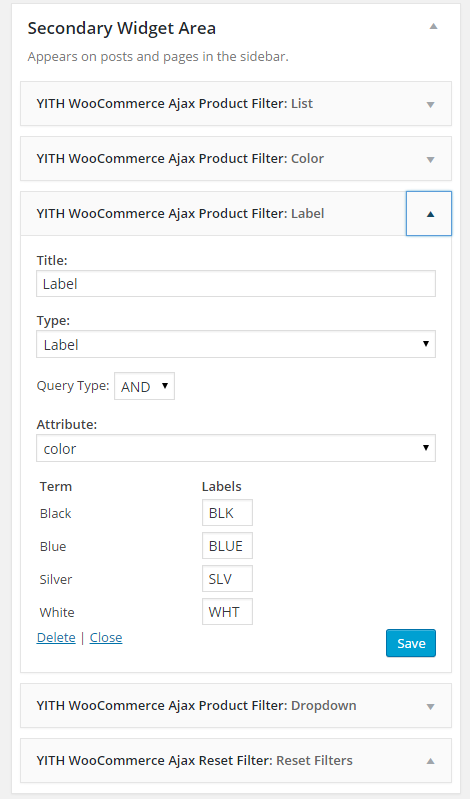 Secondary Widget Area
Appears on posts and pages in the sidebar.
YITH WooCommerce Ajax Product Filter: List
YITH WooCommerce Ajax Product Filter: Color
YITH WooCommerce Ajax Product Filter: Label
Title:
Label
Type:
Label
Query Type: AND
Attribute:
color
Term Labels
Black BLK
Blue BLUE
Silver SLV
White WHT
Delete | Close Save
YITH WooCommerce Ajax Product Filter: Dropdown
YITH WooCommerce Ajax Reset Filter: Reset Filters